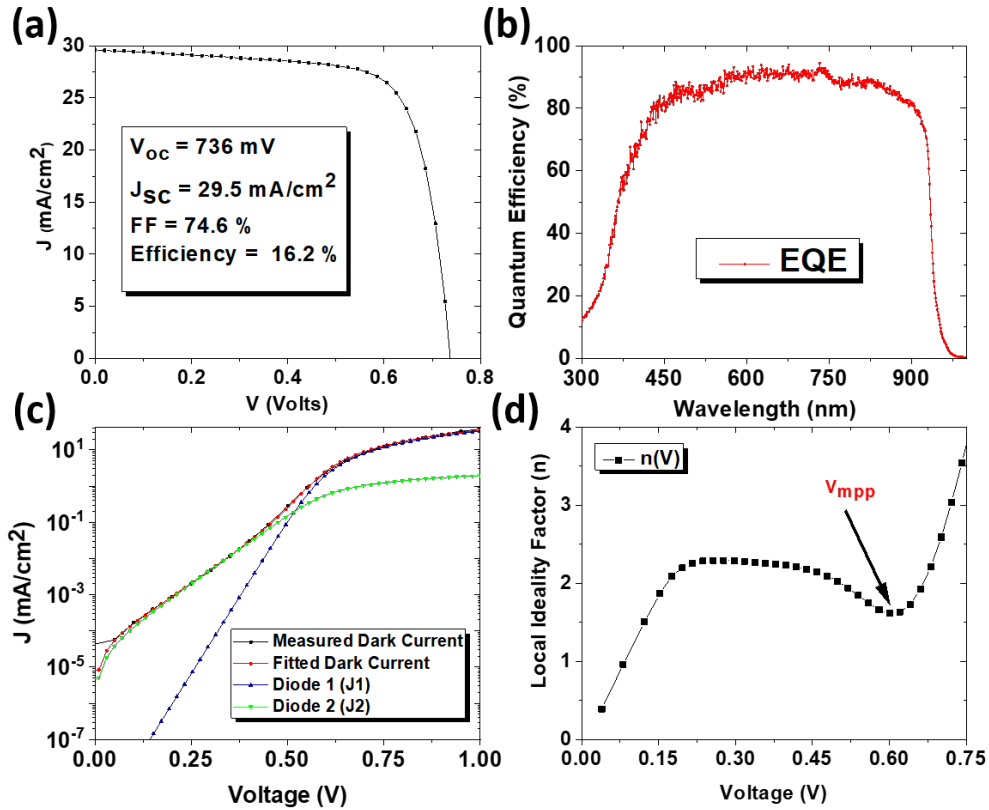 (a)
30
25
20
15
10
5
0
J (mA/cm2)
V_OC = 736 mV
J_SC = 29.5 mA/cm²
FF = 74.6 %
Efficiency = 16.2 %
0.0 0.2 0.4 0.6 0.8
V (Volts)
(b)
100
80
60
40
20
0
Quantum Efficiency (%)
EQE
300 450 600 750 900
Wavelength (nm)
(c)
10¹
10⁻¹
10⁻³
10⁻⁵
10⁻⁷
J (mA/cm²)
Measured Dark Current
Fitted Dark Current
Diode 1 (J1)
Diode 2 (J2)
0.00 0.25 0.50 0.75 1.00
Voltage (V)
(d)
4
3
2
1
0
Local Ideality Factor (n)
n(V)
V_mpp
0.00 0.15 0.30 0.45 0.60 0.75
Voltage (V)